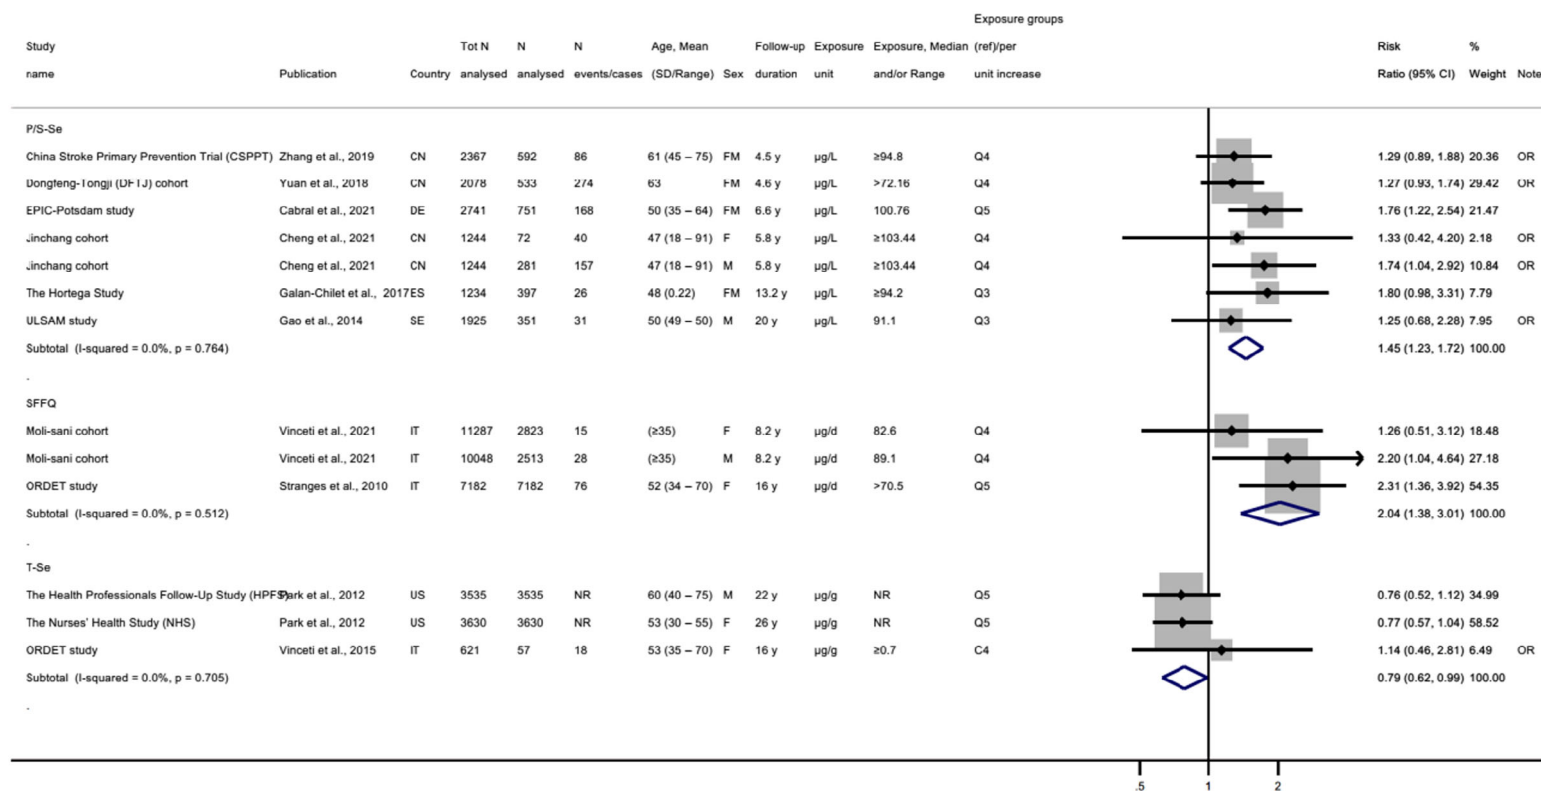 Exposure groups
Study Tot N N N Age, Mean Follow-up Exposure Exposure, Median (ref)/per Risk %
name Publication Country analysed analysed events/cases (SD/Range) Sex duration unit and/or Range unit increase Ratio (95% CI) Weight Note
P/S-Se
China Stroke Primary Prevention Trial (CSPPT) Zhang et al., 2019 CN 2367 592 86 61 (45 – 75) FM 4.5 y µg/L ≥94.8 Q4 1.29 (0.89, 1.88) 20.36 OR
Dongfeng-Tongji (DFTJ) cohort Yuan et al., 2018 CN 2078 533 274 63 FM 4.6 y µg/L >72.16 Q4 1.27 (0.93, 1.74) 29.42 OR
EPIC-Potsdam study Cabral et al., 2021 DE 2741 751 168 50 (35 – 64) FM 6.6 y µg/L 100.76 Q5 1.76 (1.22, 2.54) 21.47
Jinchang cohort Cheng et al., 2021 CN 1244 72 40 47 (18 – 91) F 5.8 y µg/L ≥103.44 Q4 1.33 (0.42, 4.20) 2.18 OR
Jinchang cohort Cheng et al., 2021 CN 1244 281 157 47 (18 – 91) M 5.8 y µg/L ≥103.44 Q4 1.74 (1.04, 2.92) 10.84 OR
The Hortega Study Galan-Chilet et al., 2017 ES 1234 397 26 48 (0.22) FM 13.2 y µg/L ≥94.2 Q3 1.80 (0.98, 3.31) 7.79
ULSAM study Gao et al., 2014 SE 1925 351 31 50 (49 – 50) M 20 y µg/L 91.1 Q3 1.25 (0.68, 2.28) 7.95 OR
Subtotal (I-squared = 0.0%, p = 0.764) 1.45 (1.23, 1.72) 100.00
.
SFFQ
Moli-sani cohort Vinceti et al., 2021 IT 11287 2823 15 (≥35) F 8.2 y µg/d 82.6 Q4 1.26 (0.51, 3.12) 18.48
Moli-sani cohort Vinceti et al., 2021 IT 10048 2513 28 (≥35) M 8.2 y µg/d 89.1 Q4 2.20 (1.04, 4.64) 27.18
ORDET study Stranges et al., 2010 IT 7182 7182 76 52 (34 – 70) F 16 y µg/d >70.5 Q5 2.31 (1.36, 3.92) 54.35
Subtotal (I-squared = 0.0%, p = 0.512) 2.04 (1.38, 3.01) 100.00
.
T-Se
The Health Professionals Follow-Up Study (HPFS) Park et al., 2012 US 3535 3535 NR 60 (40 – 75) M 22 y µg/g NR Q5 0.76 (0.52, 1.12) 34.99
The Nurses' Health Study (NHS) Park et al., 2012 US 3630 3630 NR 53 (30 – 55) F 26 y µg/g NR Q5 0.77 (0.57, 1.04) 58.52
ORDET study Vinceti et al., 2015 IT 621 57 18 53 (35 – 70) F 16 y µg/g ≥0.7 C4 1.14 (0.46, 2.81) 6.49 OR
Subtotal (I-squared = 0.0%, p = 0.705) 0.79 (0.62, 0.99) 100.00
.
.5 1 2